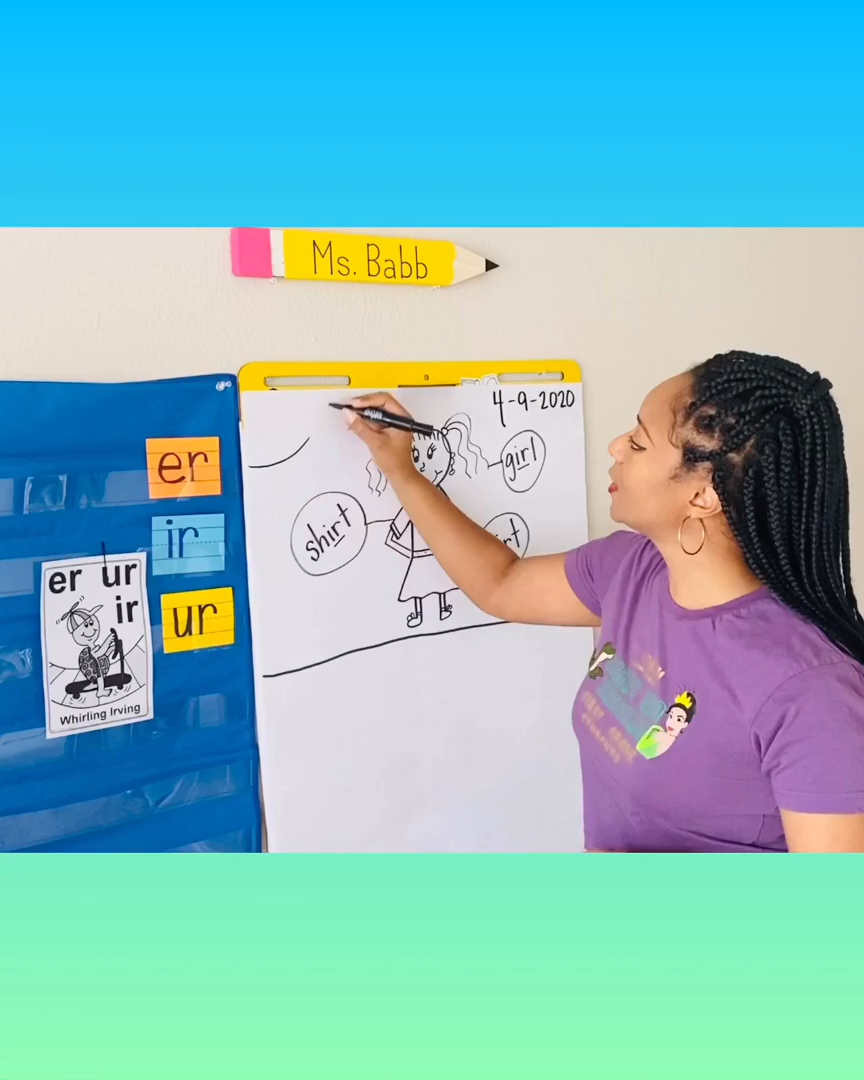 Ms. Babb
4-9-2020
er
ir
ur
er ur
ir
Whirling Irving
girl
shirt